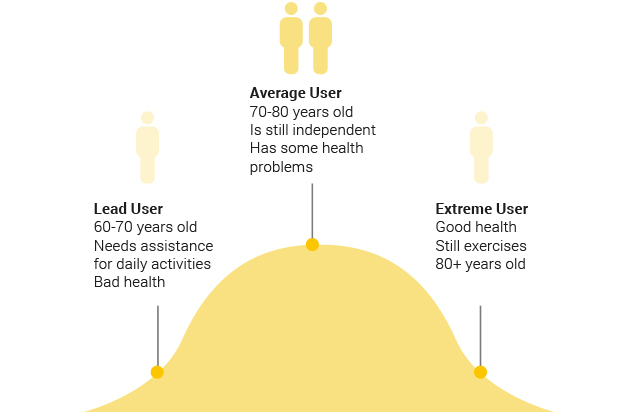 Average User
70-80 years old
Is still independent
Has some health
problems
Lead User
60-70 years old
Needs assistance
for daily activities
Bad health
Extreme User
Good health
Still exercises
80+ years old